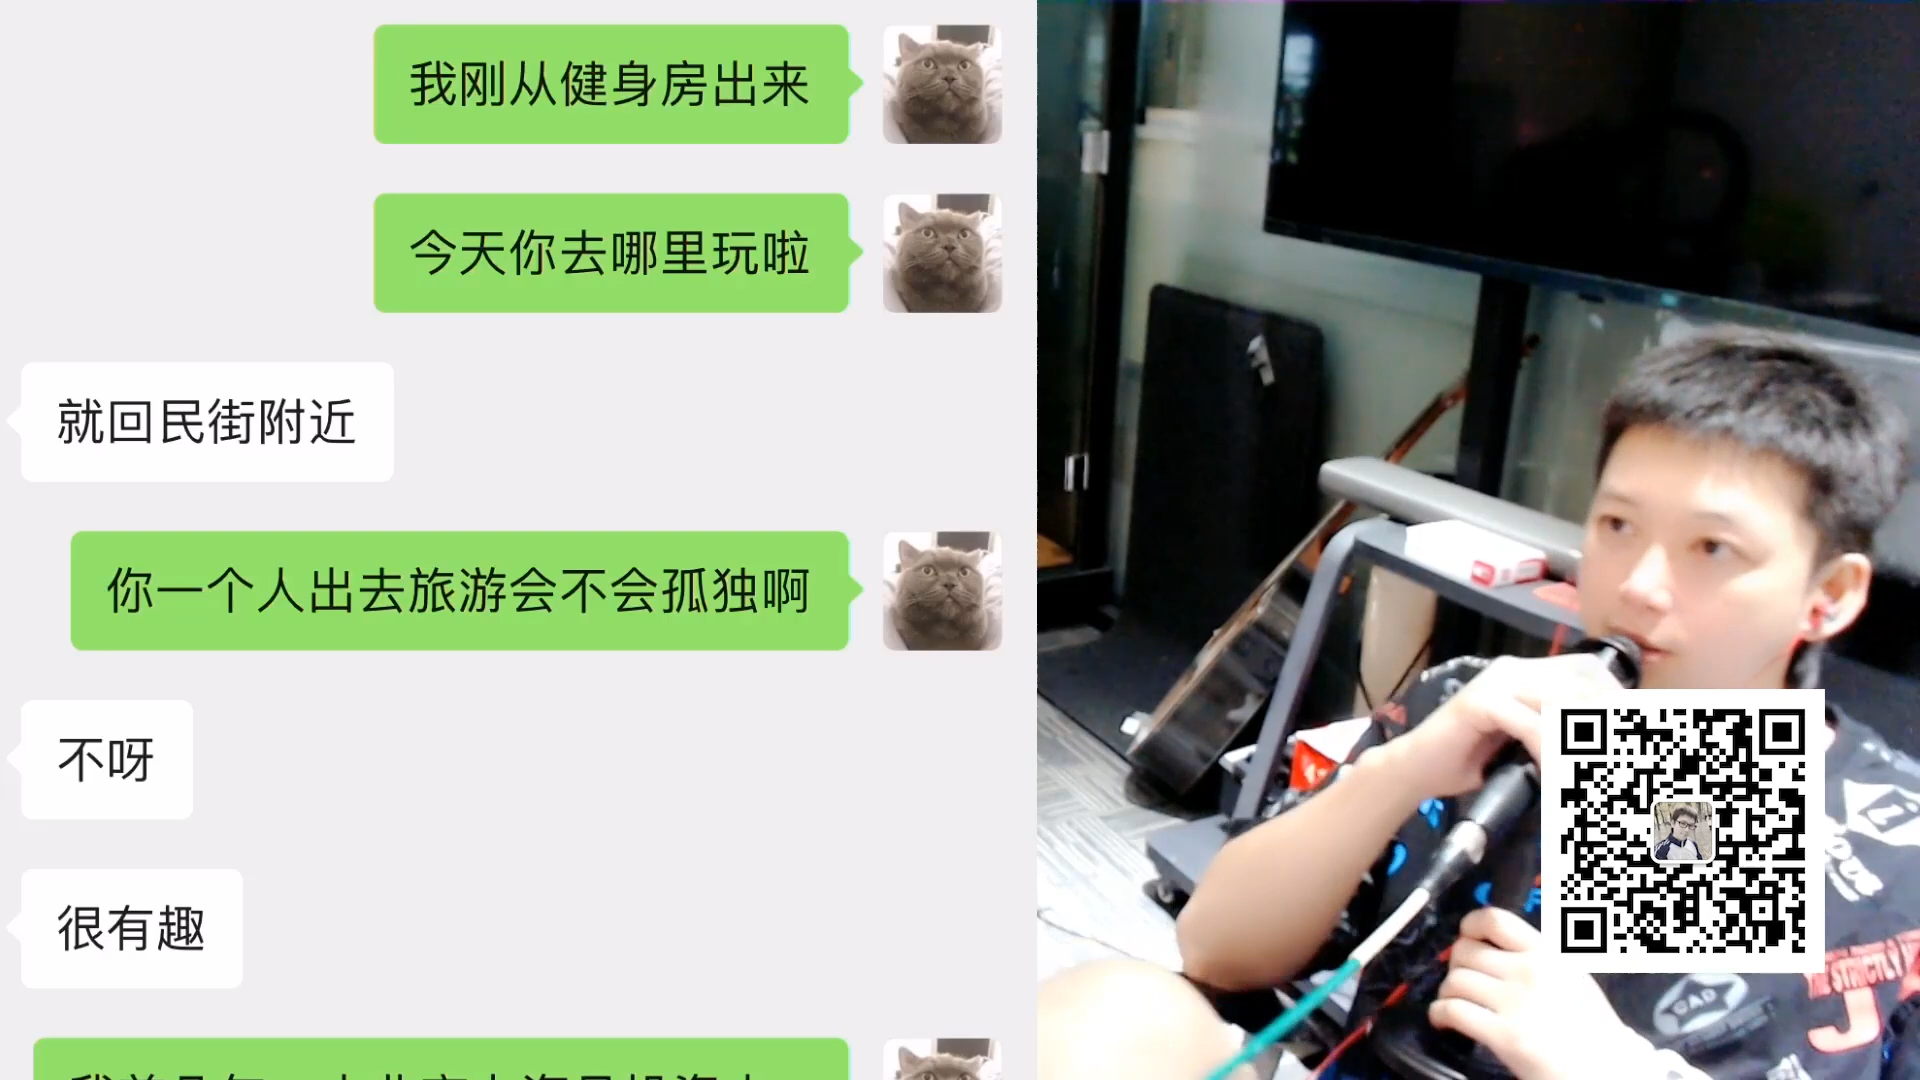 我刚从健身房出来
今天你去哪里玩啦
就回民街附近
你一个人出去旅游会不会孤独啊
不呀
很有趣
CAD
STRICTLY
J